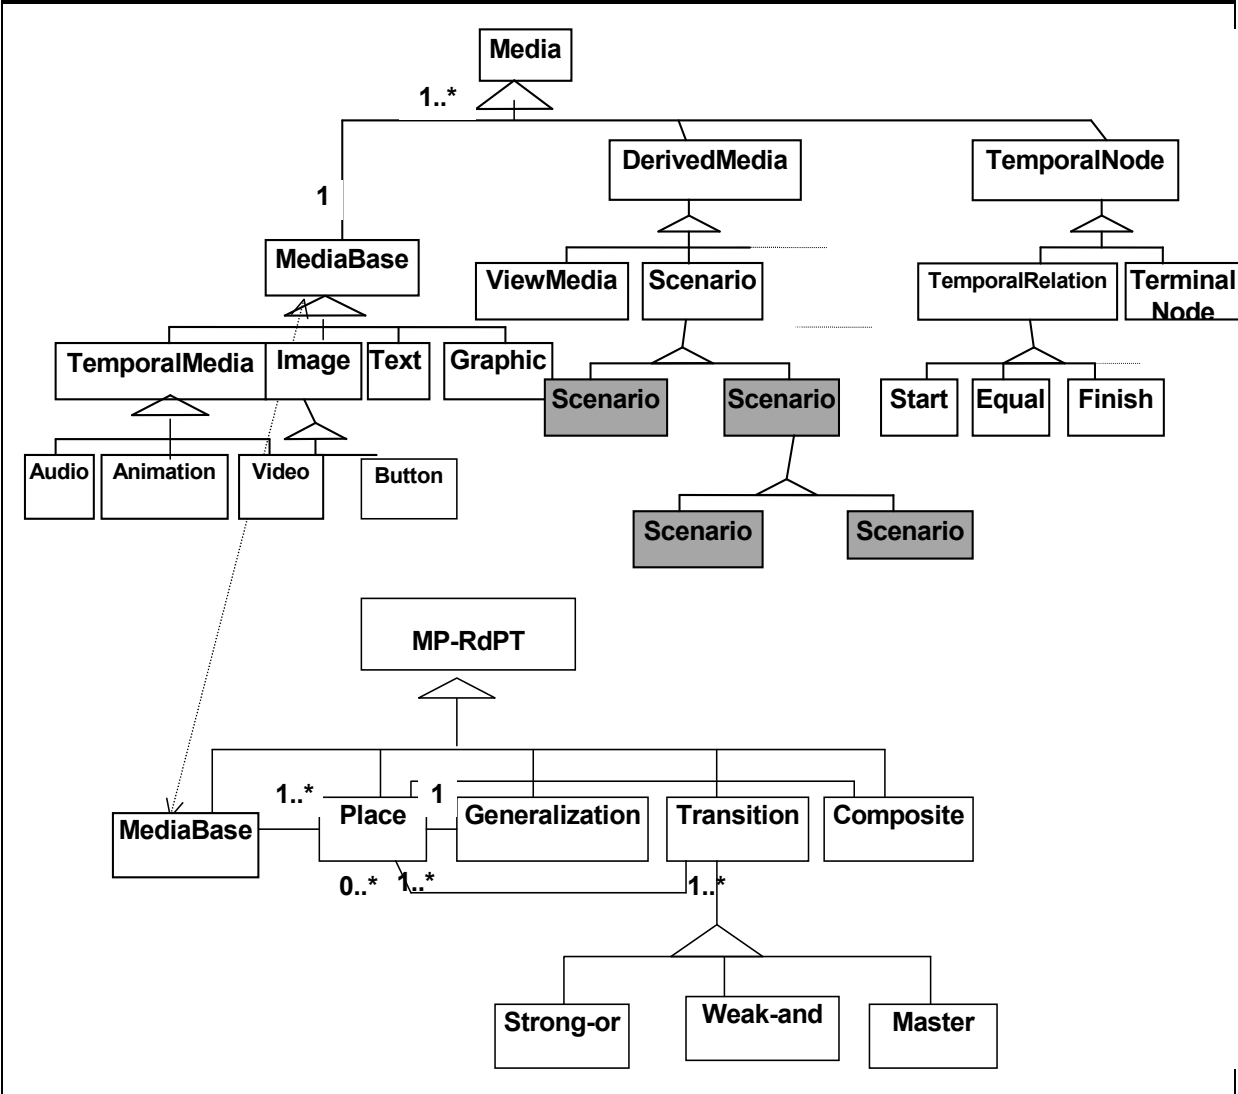 Media
1..*
DerivedMedia
TemporalNode
1
MediaBase
ViewMedia
Scenario
TemporalRelation
Terminal
Node
TemporalMedia
Image
Text
Graphic
Scenario
Scenario
Start
Equal
Finish
Audio
Animation
Video
Button
Scenario
Scenario
MP-RdPT
1..*
1
MediaBase
Place
Generalization
Transition
Composite
0..*
1..*
1..*
Strong-or
Weak-and
Master